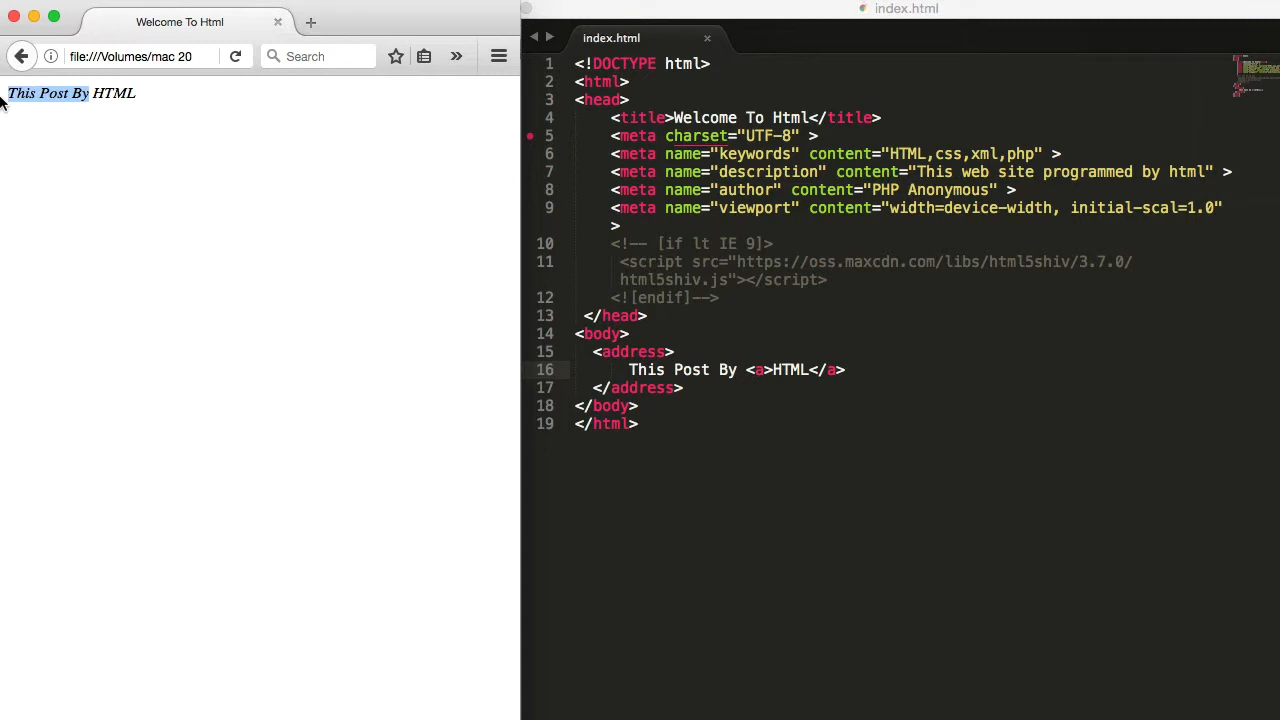 Welcome To Html
file:///Volumes/mac 20
Search
This Post By HTML
index.html
index.html
1 <!DOCTYPE html>
2 <html>
3 <head>
4 <title>Welcome To Html</title>
5 <meta charset="UTF-8" >
6 <meta name="keywords" content="HTML,css,xml,php" >
7 <meta name="description" content="This web site programmed by html" >
8 <meta name="author" content="PHP Anonymous" >
9 <meta name="viewport" content="width=device-width, initial-scal=1.0"
>
10 <!-- [if lt IE 9]>
11 <script src="https://oss.maxcdn.com/libs/html5shiv/3.7.0/
html5shiv.js"></script>
12 <![endif]-->
13 </head>
14 <body>
15 <address>
16 This Post By <a>HTML</a>
17 </address>
18 </body>
19 </html>